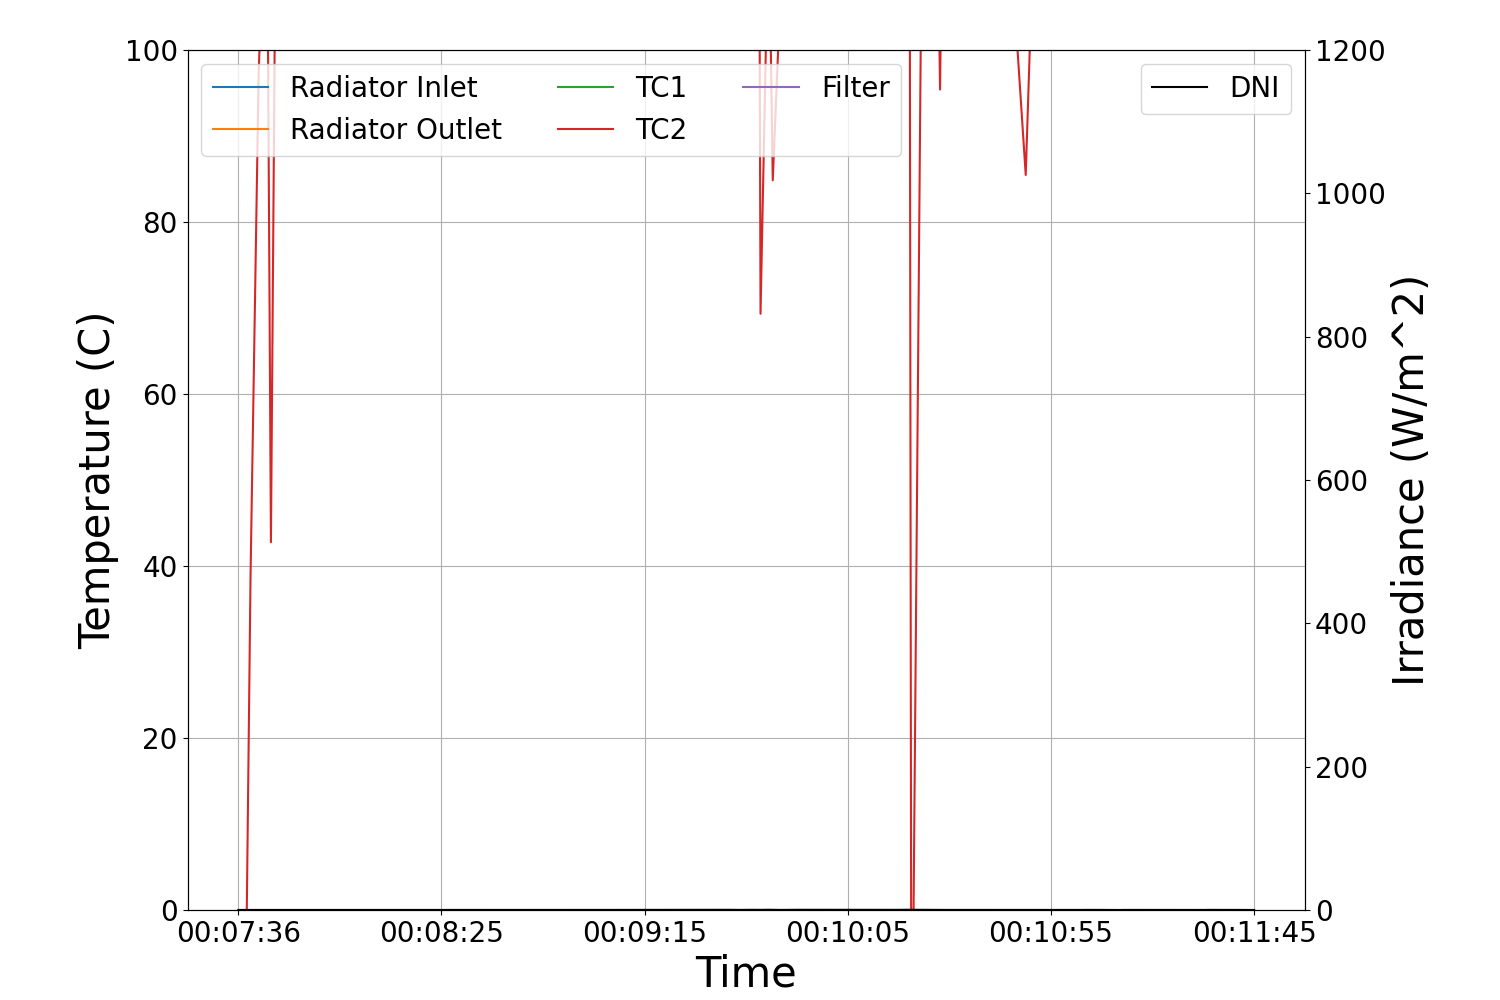 100
80
60
40
20
0
Temperature (C)
Radiator Inlet
Radiator Outlet
TC1
TC2
Filter
DNI
1200
1000
800
600
400
200
0
Irradiance (W/m^2)
00:07:36 00:08:25 00:09:15 00:10:05 00:10:55 00:11:45
Time